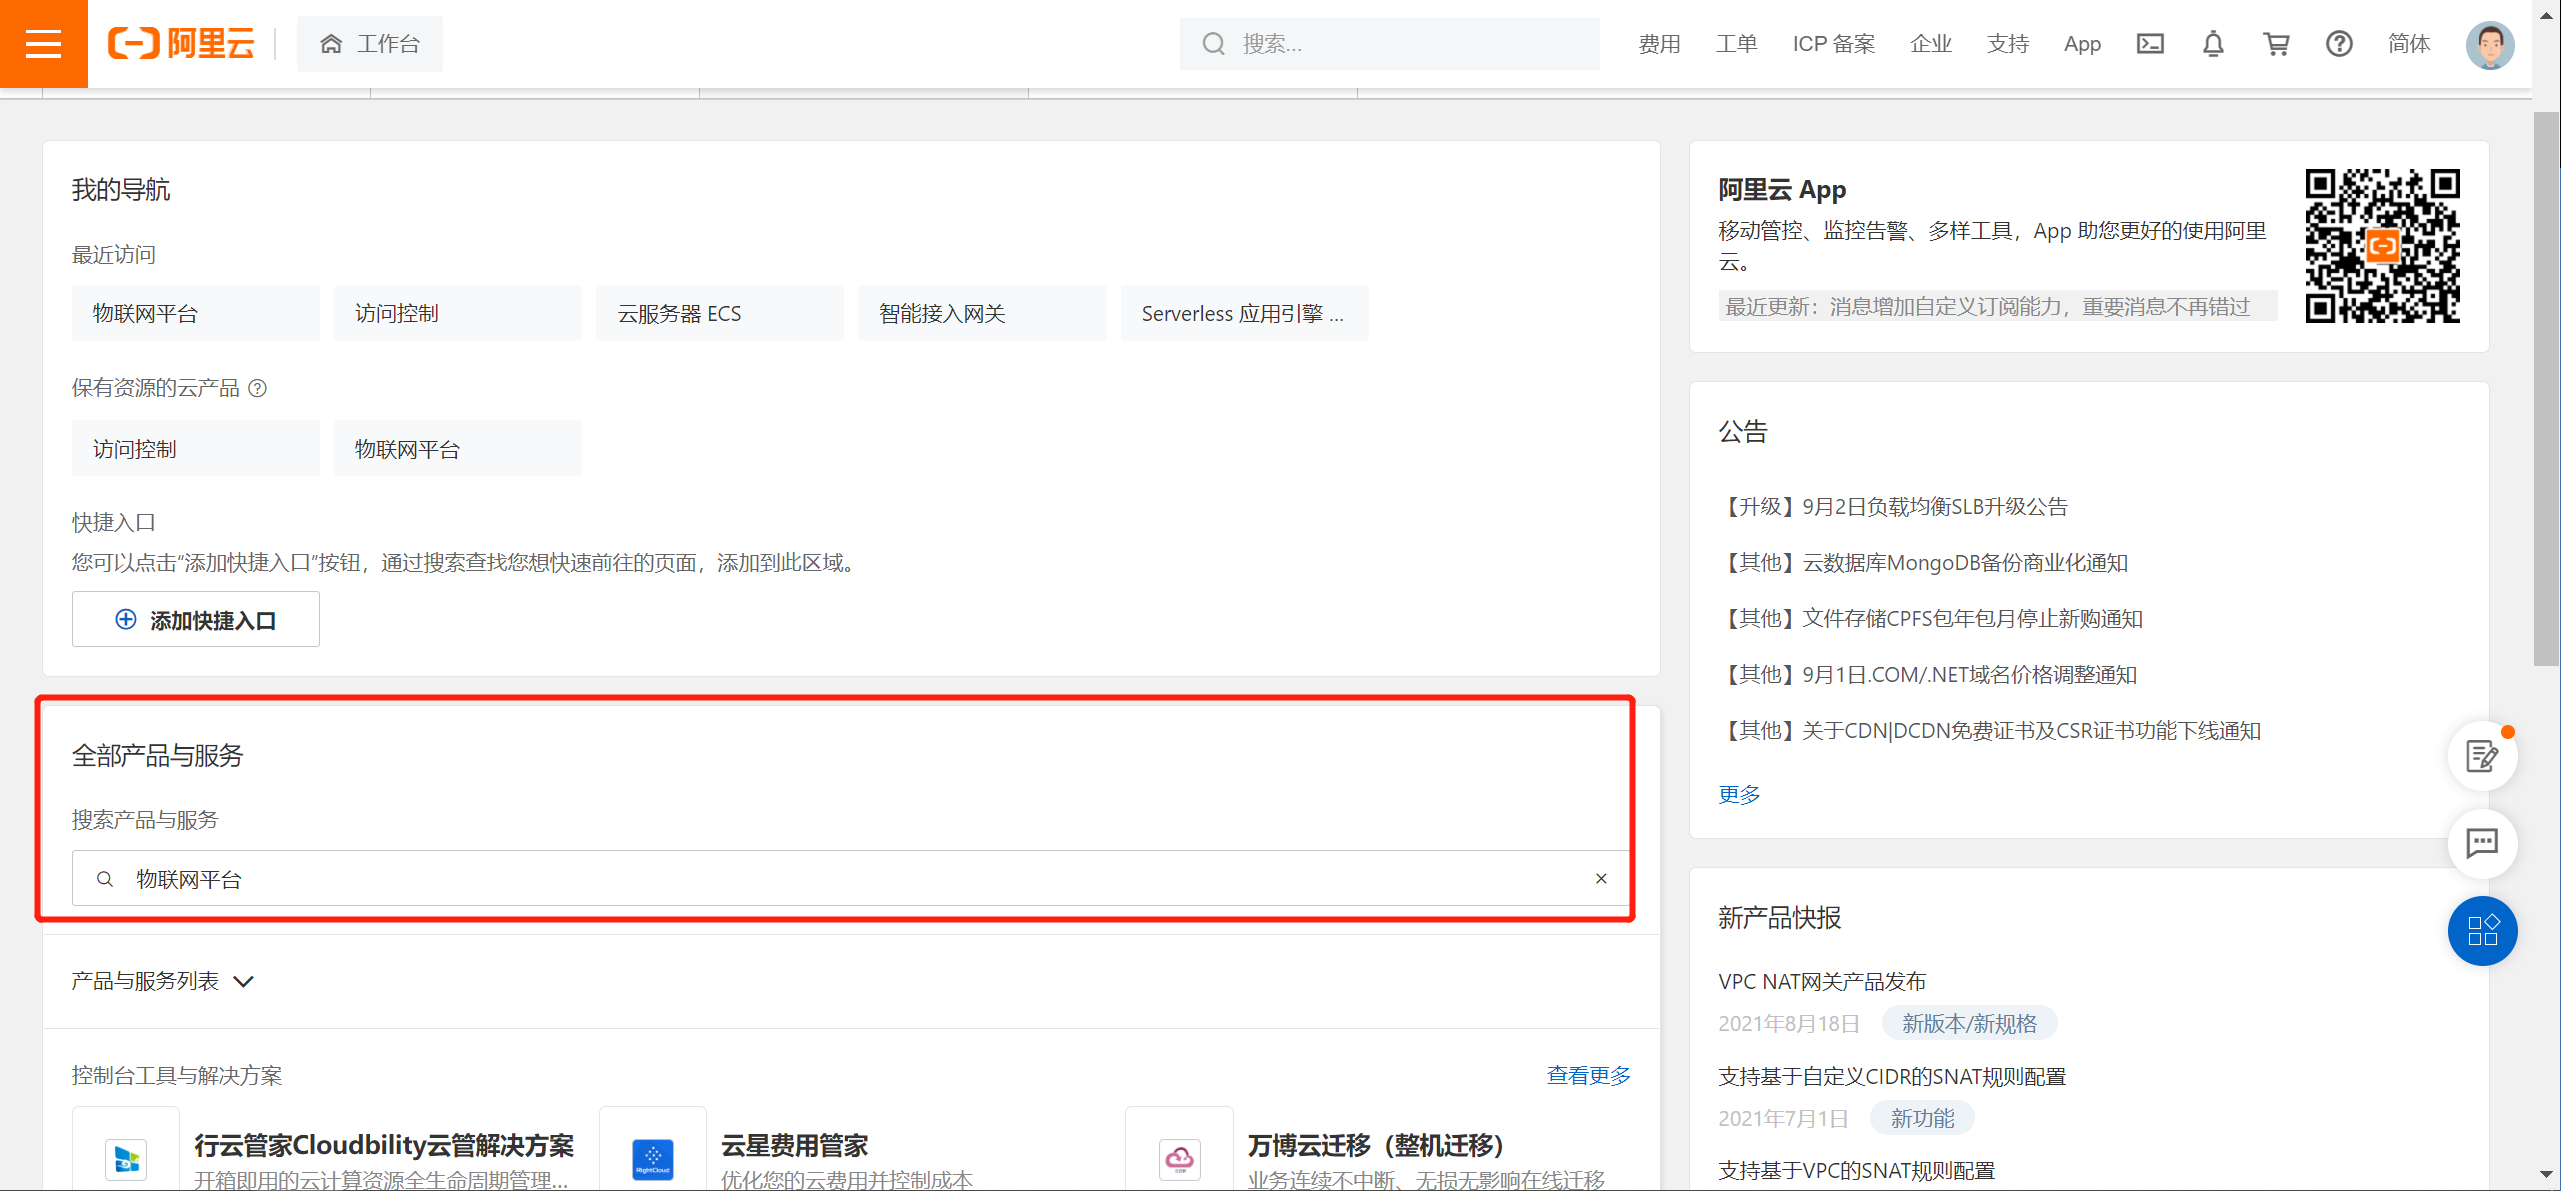 阿里云
工作台
搜索...
费用
工单
ICP 备案
企业
支持
App
简体
我的导航
最近访问
物联网平台
访问控制
云服务器 ECS
智能接入网关
Serverless 应用引擎 ...
保有资源的云产品
访问控制
物联网平台
快捷入口
您可以点击“添加快捷入口”按钮，通过搜索查找您想快速前往的页面，添加到此区域。
添加快捷入口
全部产品与服务
搜索产品与服务
物联网平台
产品与服务列表
控制台工具与解决方案
查看更多
行云管家Cloudbility云管解决方案
开箱即用的云计算资源全生命周期管理...
RightCloud
云星费用管家
优化您的云费用并控制成本
万博云迁移（整机迁移）
业务连续不中断、无损无影响在线迁移
阿里云 App
移动管控、监控告警、多样工具，App 助您更好的使用阿里
云。
最近更新：消息增加自定义订阅能力，重要消息不再错过
公告
【升级】9月2日负载均衡SLB升级公告
【其他】云数据库MongoDB备份商业化通知
【其他】文件存储CPFS包年包月停止新购通知
【其他】9月1日.COM/.NET域名价格调整通知
【其他】关于CDN|DCDN免费证书及CSR证书功能下线通知
更多
新产品快报
VPC NAT网关产品发布
2021年8月18日
新版本/新规格
支持基于自定义CIDR的SNAT规则配置
2021年7月1日
新功能
支持基于VPC的SNAT规则配置